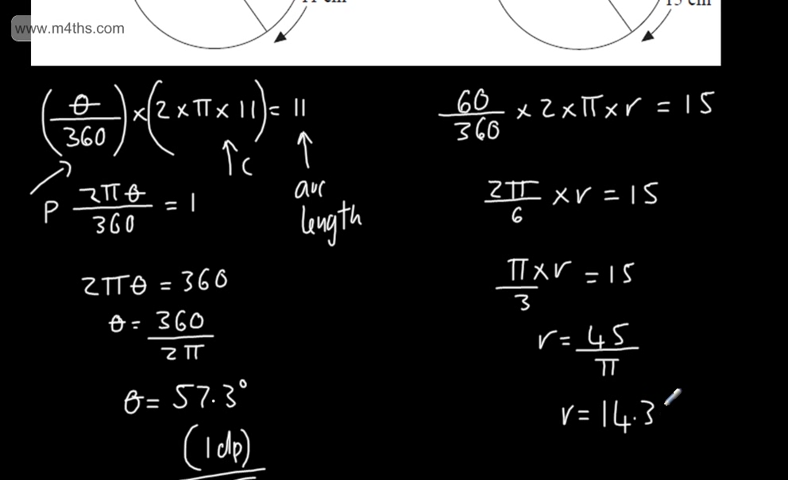 www.m4ths.com
11 cm
15 cm
(θ/360) × (2 × π × 11) = 11
C
arc
length
P 2πθ/360 = 1
2πθ = 360
θ = 360/2π
θ = 57.3°
(1dp)
60/360 × 2 × π × r = 15
2π/6 × r = 15
π × r/3 = 15
r = 45/π
r = 14.3